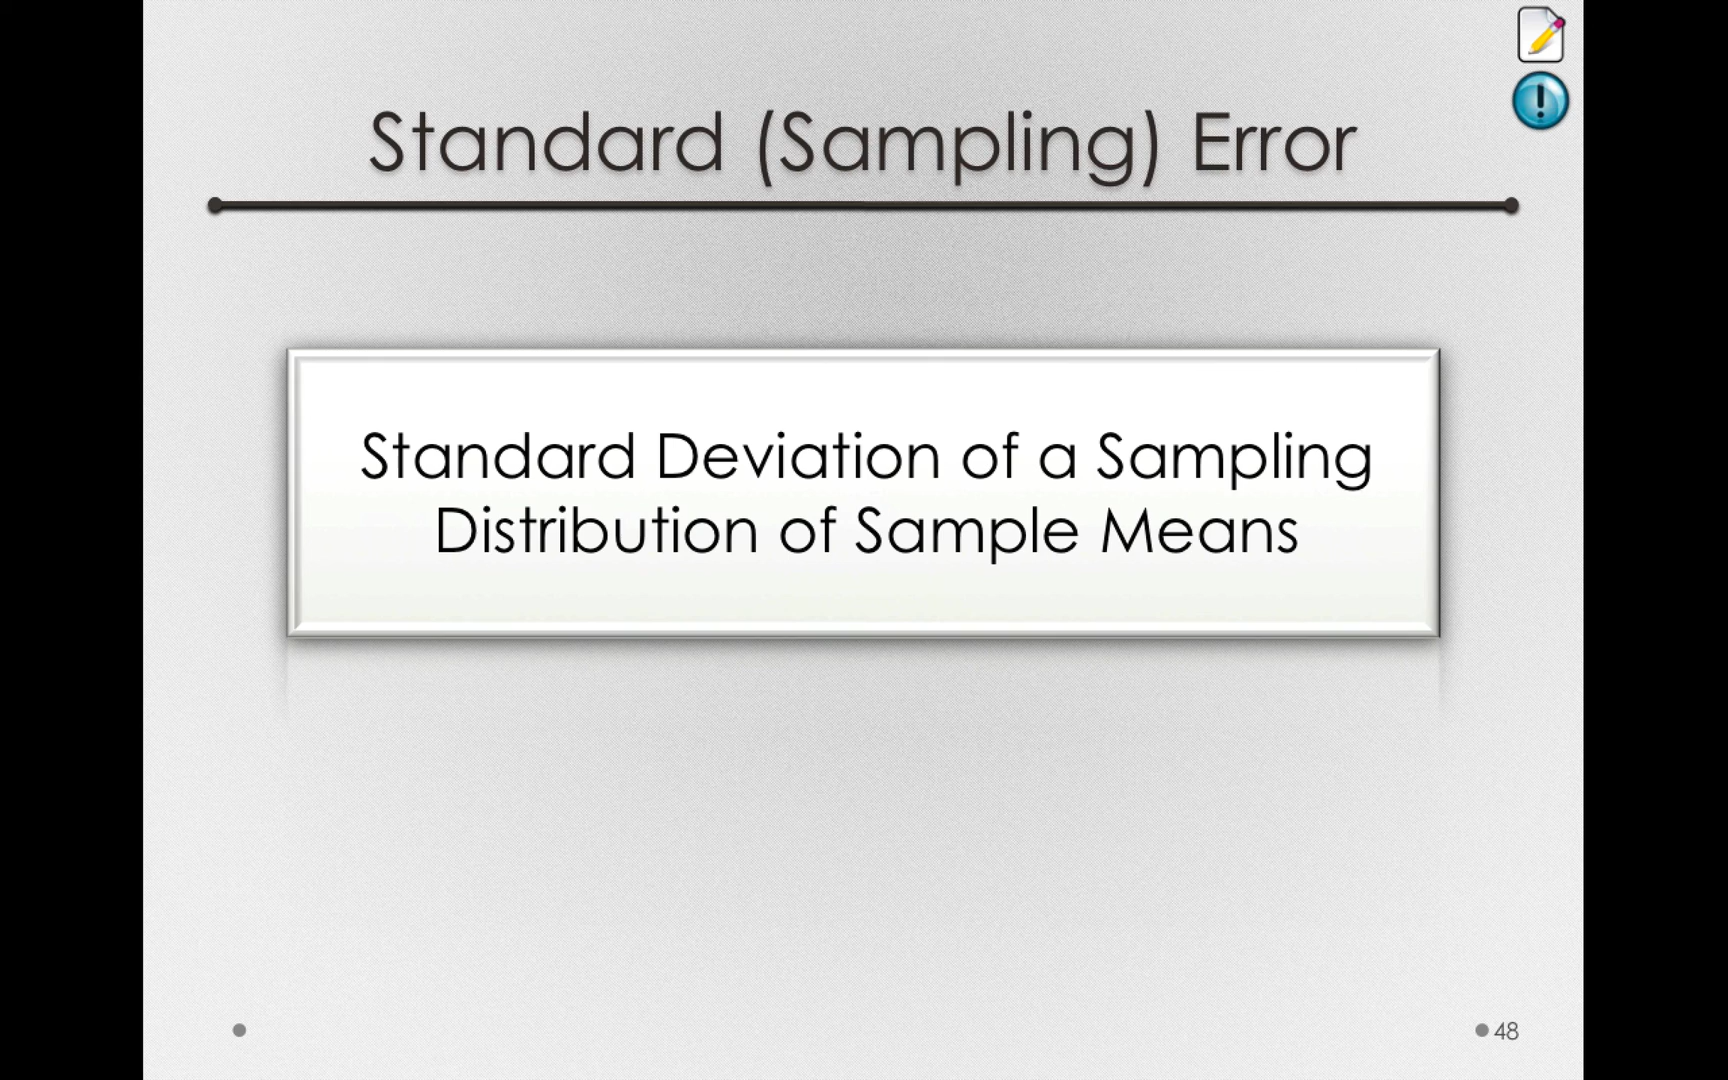 Standard (Sampling) Error
Standard Deviation of a Sampling
Distribution of Sample Means
48